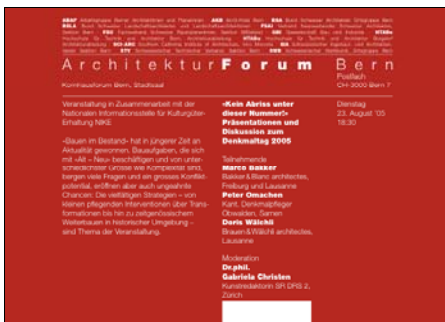 Architektur Forum Bern
Postfach
Kornhausforum Bern, Stadtsaal
CH-3000 Bern 7
Veranstaltung in Zusammenarbeit mit der
Nationalen Informationsstelle für Kulturgüter-
Erhaltung NIKE
«Bauen im Bestand» hat in jüngerer Zeit an
Aktualität gewonnen. Bauaufgaben, die sich
mit «Alt – Neu» beschäftigen und von unter-
schiedlichster Grösse wie Komplexität sind,
bergen viele Fragen und ein grosses Konflikt-
potential, eröffnen aber auch ungeahnte
Chancen. Die vielfältigen Strategien – von
kleinen pflegenden Interventionen über Trans-
formationen bis hin zu zeitgenössischem
Weiterbauen in historischer Umgebung –
sind Thema der Veranstaltung.
«Kein Abriss unter
dieser Nummer!»
Präsentationen und
Diskussion zum
Denkmaltag 2005
Teilnehmende
Marco Bakker
Bakker & Blanc architectes,
Freiburg und Lausanne
Peter Omachen
Kant. Denkmalpfleger
Obwalden, Sarnen
Doris Wälchli
Brauen & Wälchli architectes,
Lausanne
Moderation
Dr.phil.
Gabriela Christen
Kunstredaktorin SR DRS 2,
Zürich
Dienstag
23. August '05
18:30